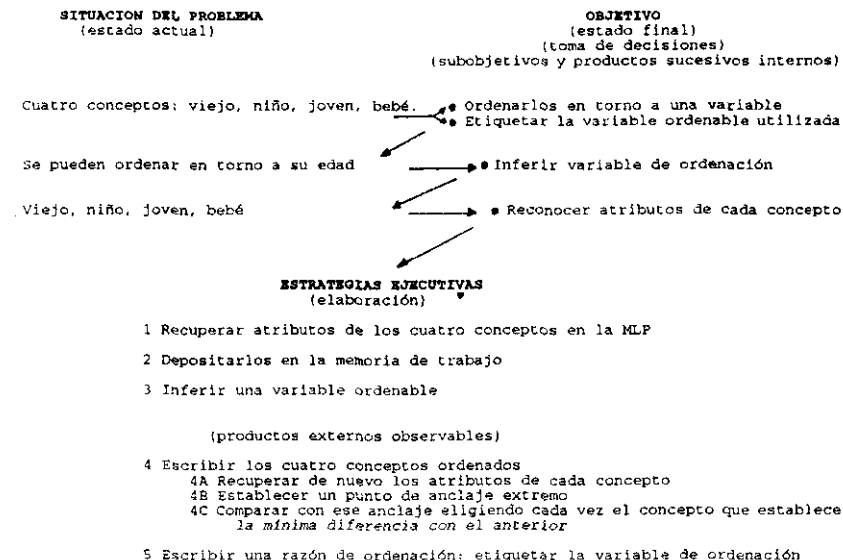 SITUACION DEL PROBLEMA
(estado actual)
OBJETIVO
(estado final)
(toma de decisiones)
(subobjetivos y productos sucesivos internos)
Cuatro conceptos: viejo, niño, joven, bebé.
• Ordenarlos en torno a una variable
• Etiquetar la variable ordenable utilizada
Se pueden ordenar en torno a su edad
• Inferir variable de ordenación
Viejo, niño, joven, bebé
• Reconocer atributos de cada concepto
ESTRATEGIAS EJECUTIVAS
(elaboración)
1 Recuperar atributos de los cuatro conceptos en la MLP
2 Depositarlos en la memoria de trabajo
3 Inferir una variable ordenable
(productos externos observables)
4 Escribir los cuatro conceptos ordenados
4A Recuperar de nuevo los atributos de cada concepto
4B Establecer un punto de anclaje extremo
4C Comparar con ese anclaje eligiendo cada vez el concepto que establece
la mínima diferencia con el anterior
5 Escribir una razón de ordenación: etiquetar la variable de ordenación